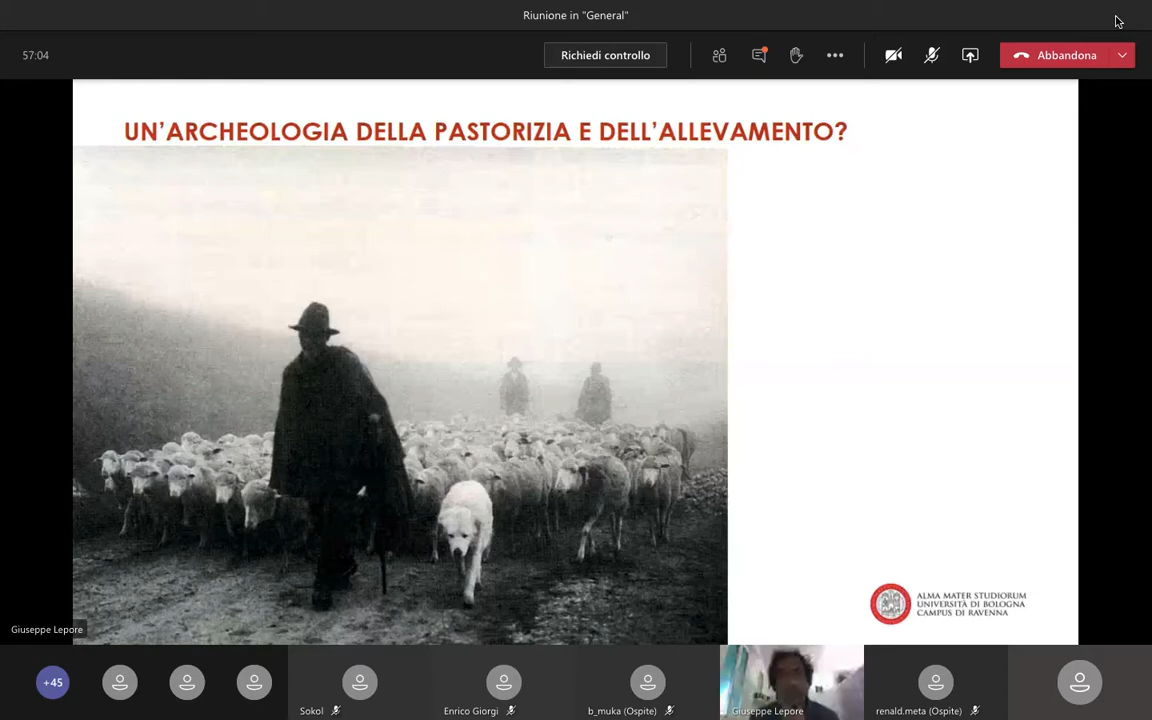 Riunione in "General"
57:04
Richiedi controllo
Abbandona
UN'ARCHEOLOGIA DELLA PASTORIZIA E DELL'ALLEVAMENTO?
ALMA MATER STUDIORUM
UNIVERSITÀ DI BOLOGNA
CAMPUS DI RAVENNA
Giuseppe Lepore
+45
Sokol
Enrico Giorgi
b_muka (Ospite)
Giuseppe Lepore
renald.meta (Ospite)